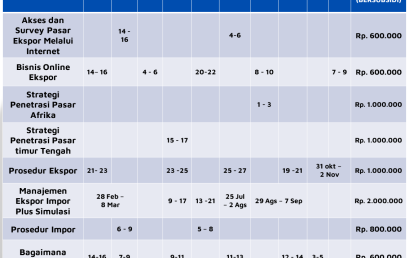 (BERSUBSIDI)
Akses dan
Survey Pasar
Ekspor Melalui
Internet
14 -
16
4-6
Rp. 600.000
Bisnis Online
Ekspor
14- 16
4 - 6
20-22
8 - 10
7 - 9
Rp. 600.000
Strategi
Penetrasi Pasar
Afrika
1 - 3
Rp. 1.000.000
Strategi
Penetrasi Pasar
timur Tengah
15 - 17
Rp. 1.000.000
Prosedur Ekspor
21- 23
23 -25
25 - 27
19 -21
31 okt -
2 Nov
Rp. 1.000.000
Manajemen
Ekspor Impor
Plus Simulasi
28 Feb -
8 Mar
9 - 17
13 -21
25 Jul
- 2 Ags
29 Ags - 7 Sep
Rp. 2.000.000
Prosedur Impor
6 - 9
5 - 8
Rp. 800.000
Bagaimana
14-16
7-9
9-11
11-13
12 - 14
3-5
Rp. 600.000